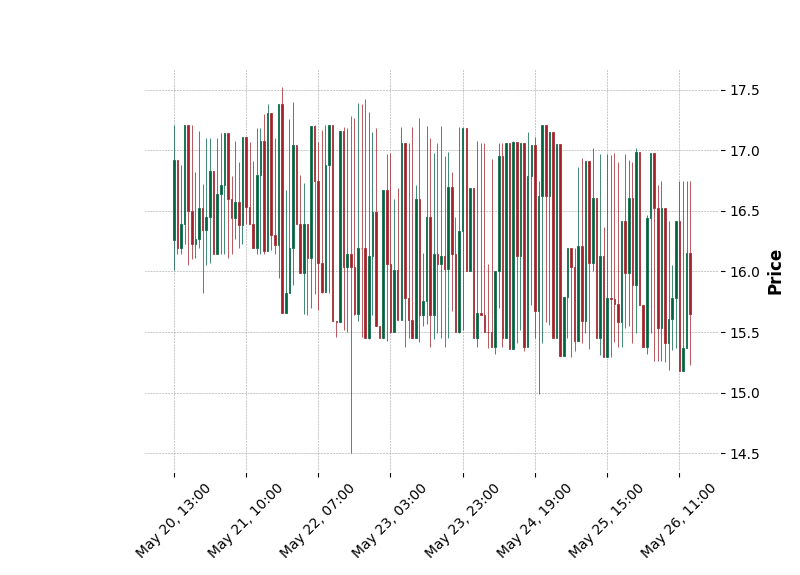 17.5
17.0
16.5
16.0
15.5
15.0
14.5
Price
May 20, 13:00
May 21, 10:00
May 22, 07:00
May 23, 03:00
May 23, 23:00
May 24, 19:00
May 25, 15:00
May 26, 11:00